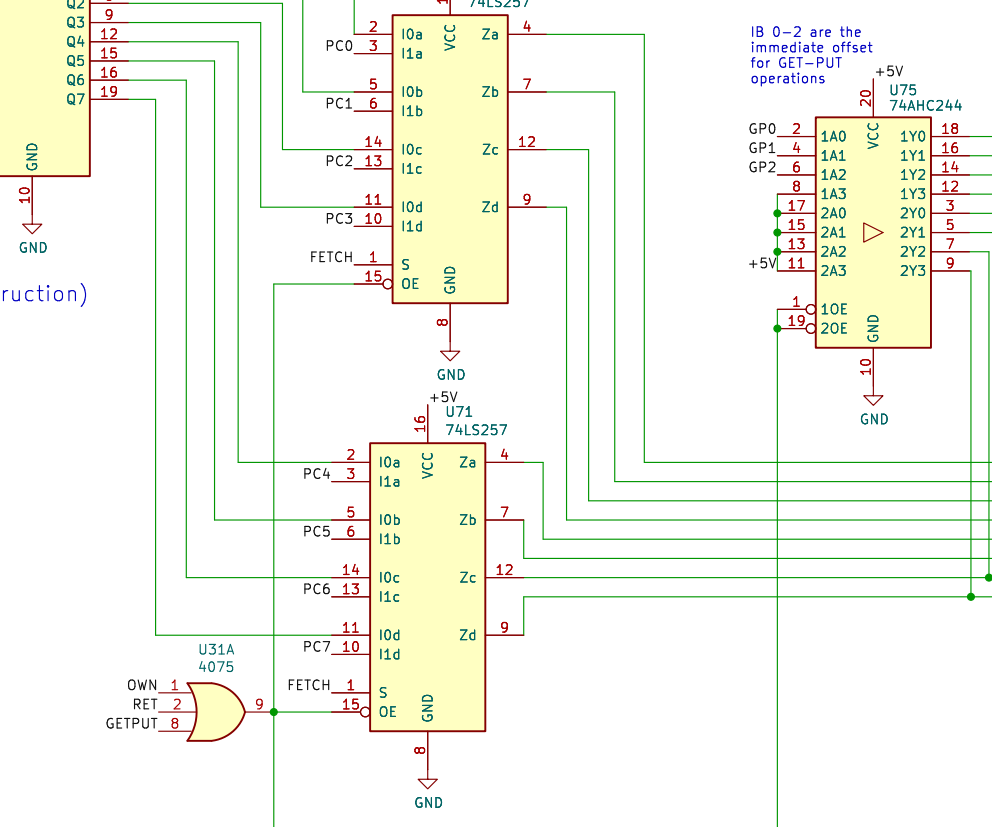 Q2
Q3 9
Q4 12
Q5 15
Q6 16
Q7 19
GND
10
GND
ruction)
74LS257
VCC
2 I0a
PC0 3 I1a
5 I0b
PC1 6 I1b
14 I0c
PC2 13 I1c
11 I0d
PC3 10 I1d
FETCH 1 S
15 OE
Za 4
Zb 7
Zc 12
Zd 9
GND
8
GND
IB 0-2 are the
immediate offset
for GET-PUT
operations
+5V
U75
74AHC244
20
VCC
GP0 2 1A0 1Y0 18
GP1 4 1A1 1Y1 16
GP2 6 1A2 1Y2 14
8 1A3 1Y3 12
17 2A0 2Y0 3
15 2A1 2Y1 5
13 2A2 2Y2 7
+5V 11 2A3 2Y3 9
1 1OE
19 2OE
GND
10
GND
+5V
U71
74LS257
16
VCC
2 I0a Za 4
PC4 3 I1a
5 I0b Zb 7
PC5 6 I1b
14 I0c Zc 12
PC6 13 I1c
11 I0d Zd 9
PC7 10 I1d
FETCH 1 S
15 OE
GND
8
GND
U31A
4075
OWN 1
RET 2 9
GETPUT 8